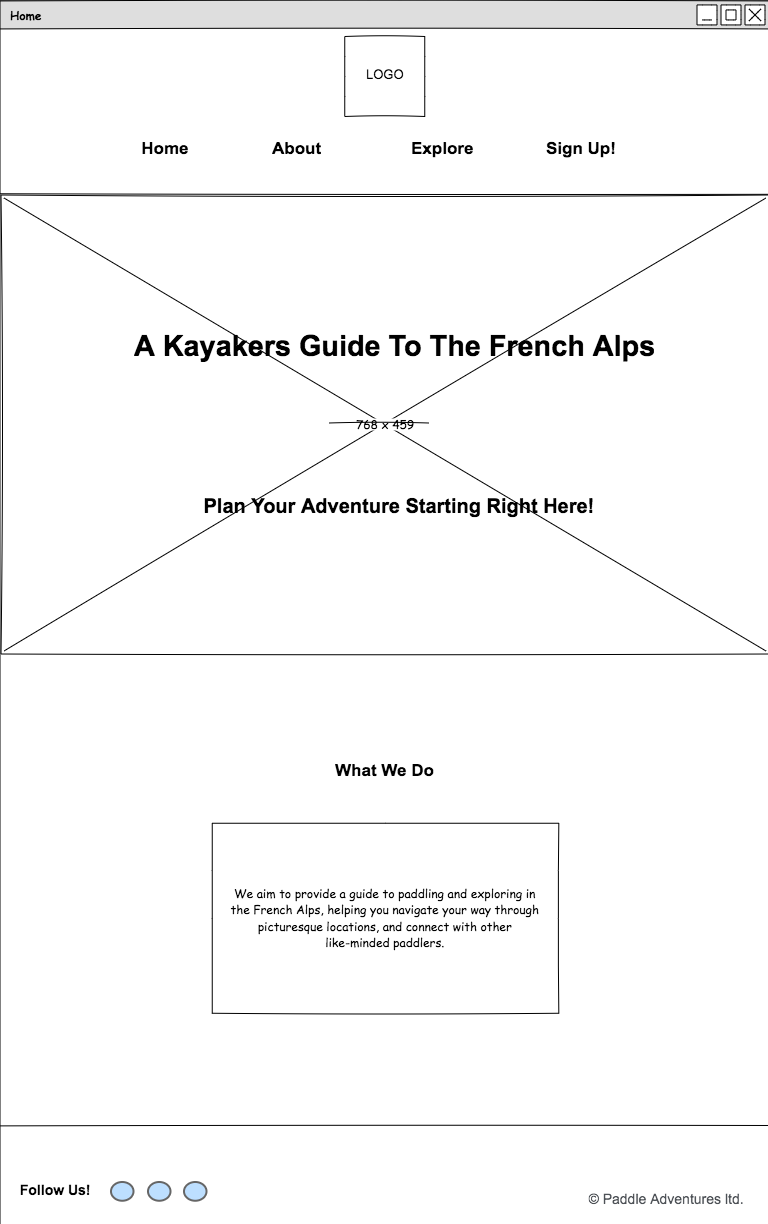 Home
LOGO
Home About Explore Sign Up!
A Kayakers Guide To The French Alps
768 x 459
Plan Your Adventure Starting Right Here!
What We Do
We aim to provide a guide to paddling and exploring in
the French Alps, helping you navigate your way through
picturesque locations, and connect with other
like-minded paddlers.
Follow Us!
© Paddle Adventures ltd.